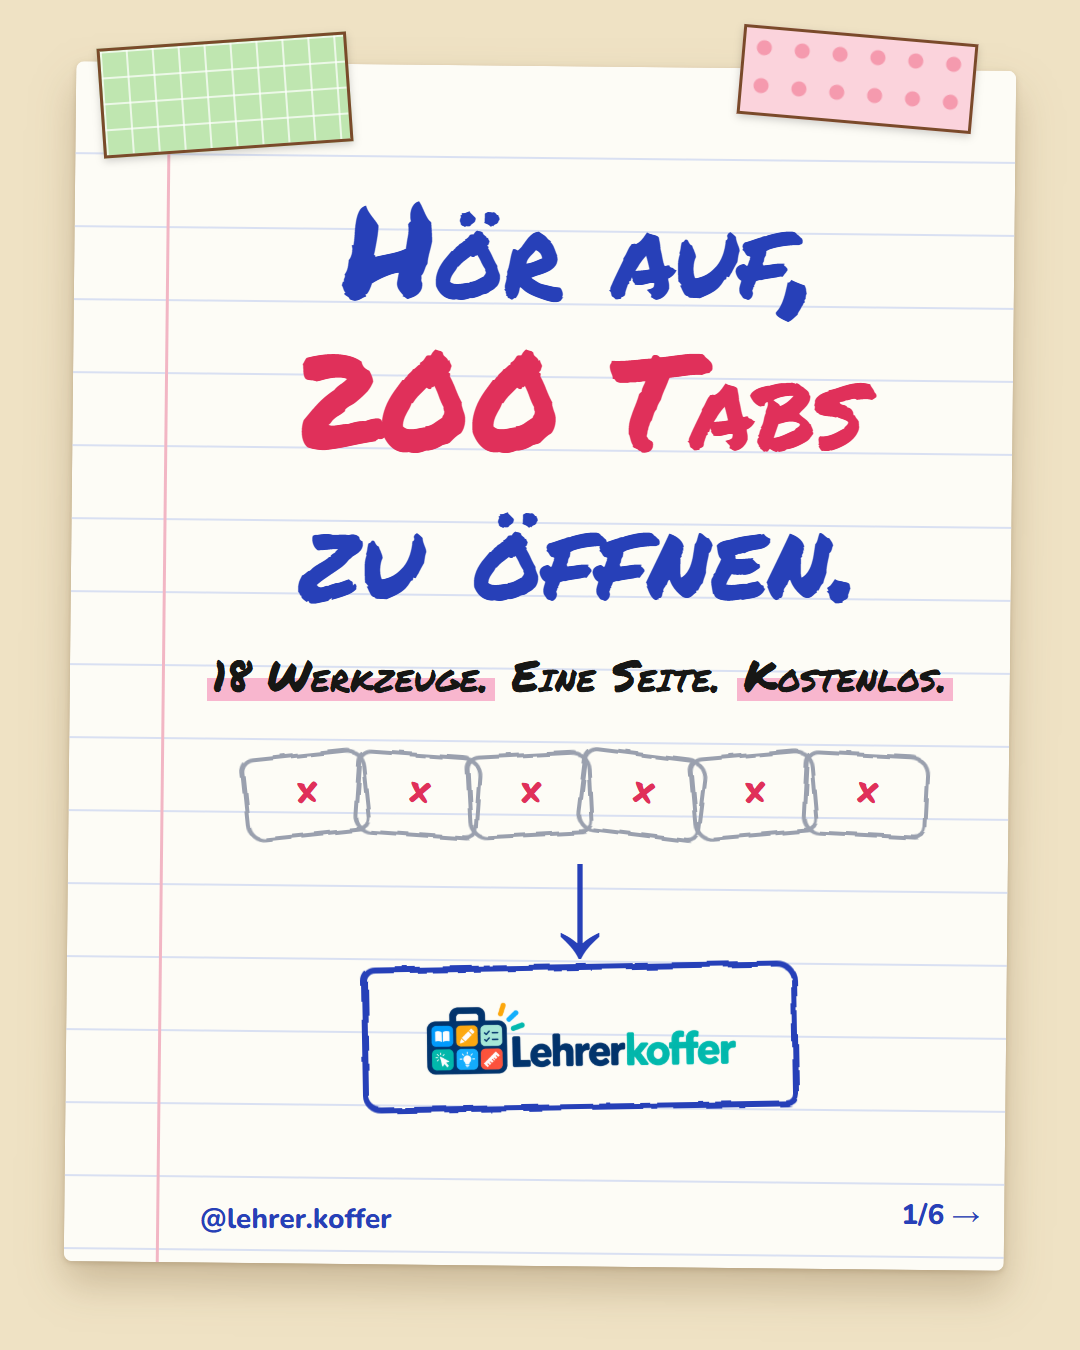 Hör auf,
200 Tabs
zu öffnen.
18 Werkzeuge. Eine Seite. Kostenlos.
x x x x x x
Lehrerkoffer
@lehrer.koffer
1/6 →